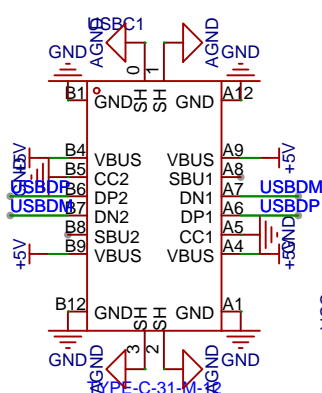 USBC1
AGND AGND
0 1
GND GND
B1 GND SH SH GND A12
B4 VBUS VBUS A9
+5V +5V
B5 CC2 SBU1 A8
GND
USBDP B6 DP2 DN1 A7 USBDM
USBDM B7 DN2 DP1 A6 USBDP
B8 SBU2 CC1 A5
GND
B9 VBUS VBUS A4
+5V +5V
B12 GND SH SH GND A1
3 2
GND GND
AGND AGND
TYPE-C-31-M-12